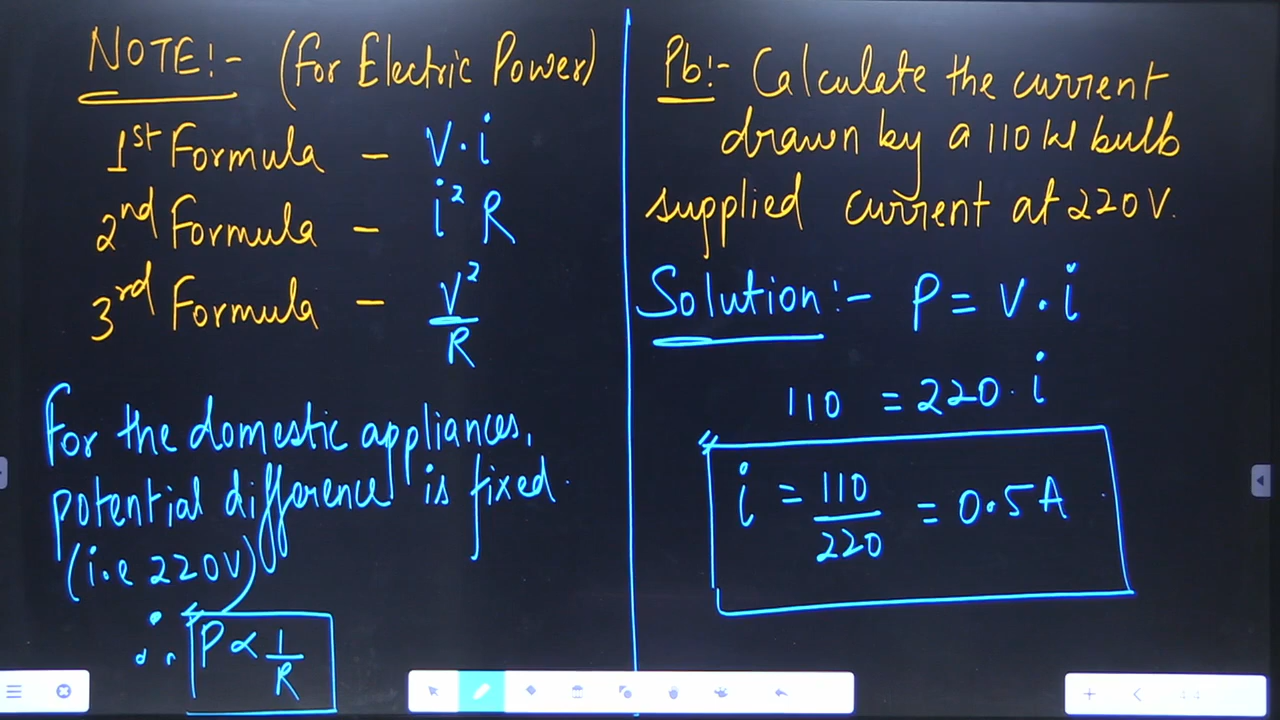 NOTE:- (For Electric Power)
1st Formula - V.i
2nd Formula - i² R
3rd Formula - V²/R
For the domestic appliances,
potential difference is fixed.
(i.e 220V)
∴ P ∝ 1/R
Pb:- Calculate the current
drawn by a 110 W bulb
supplied current at 220V.
Solution:- P = V.i
110 = 220.i
i = 110/220 = 0.5A